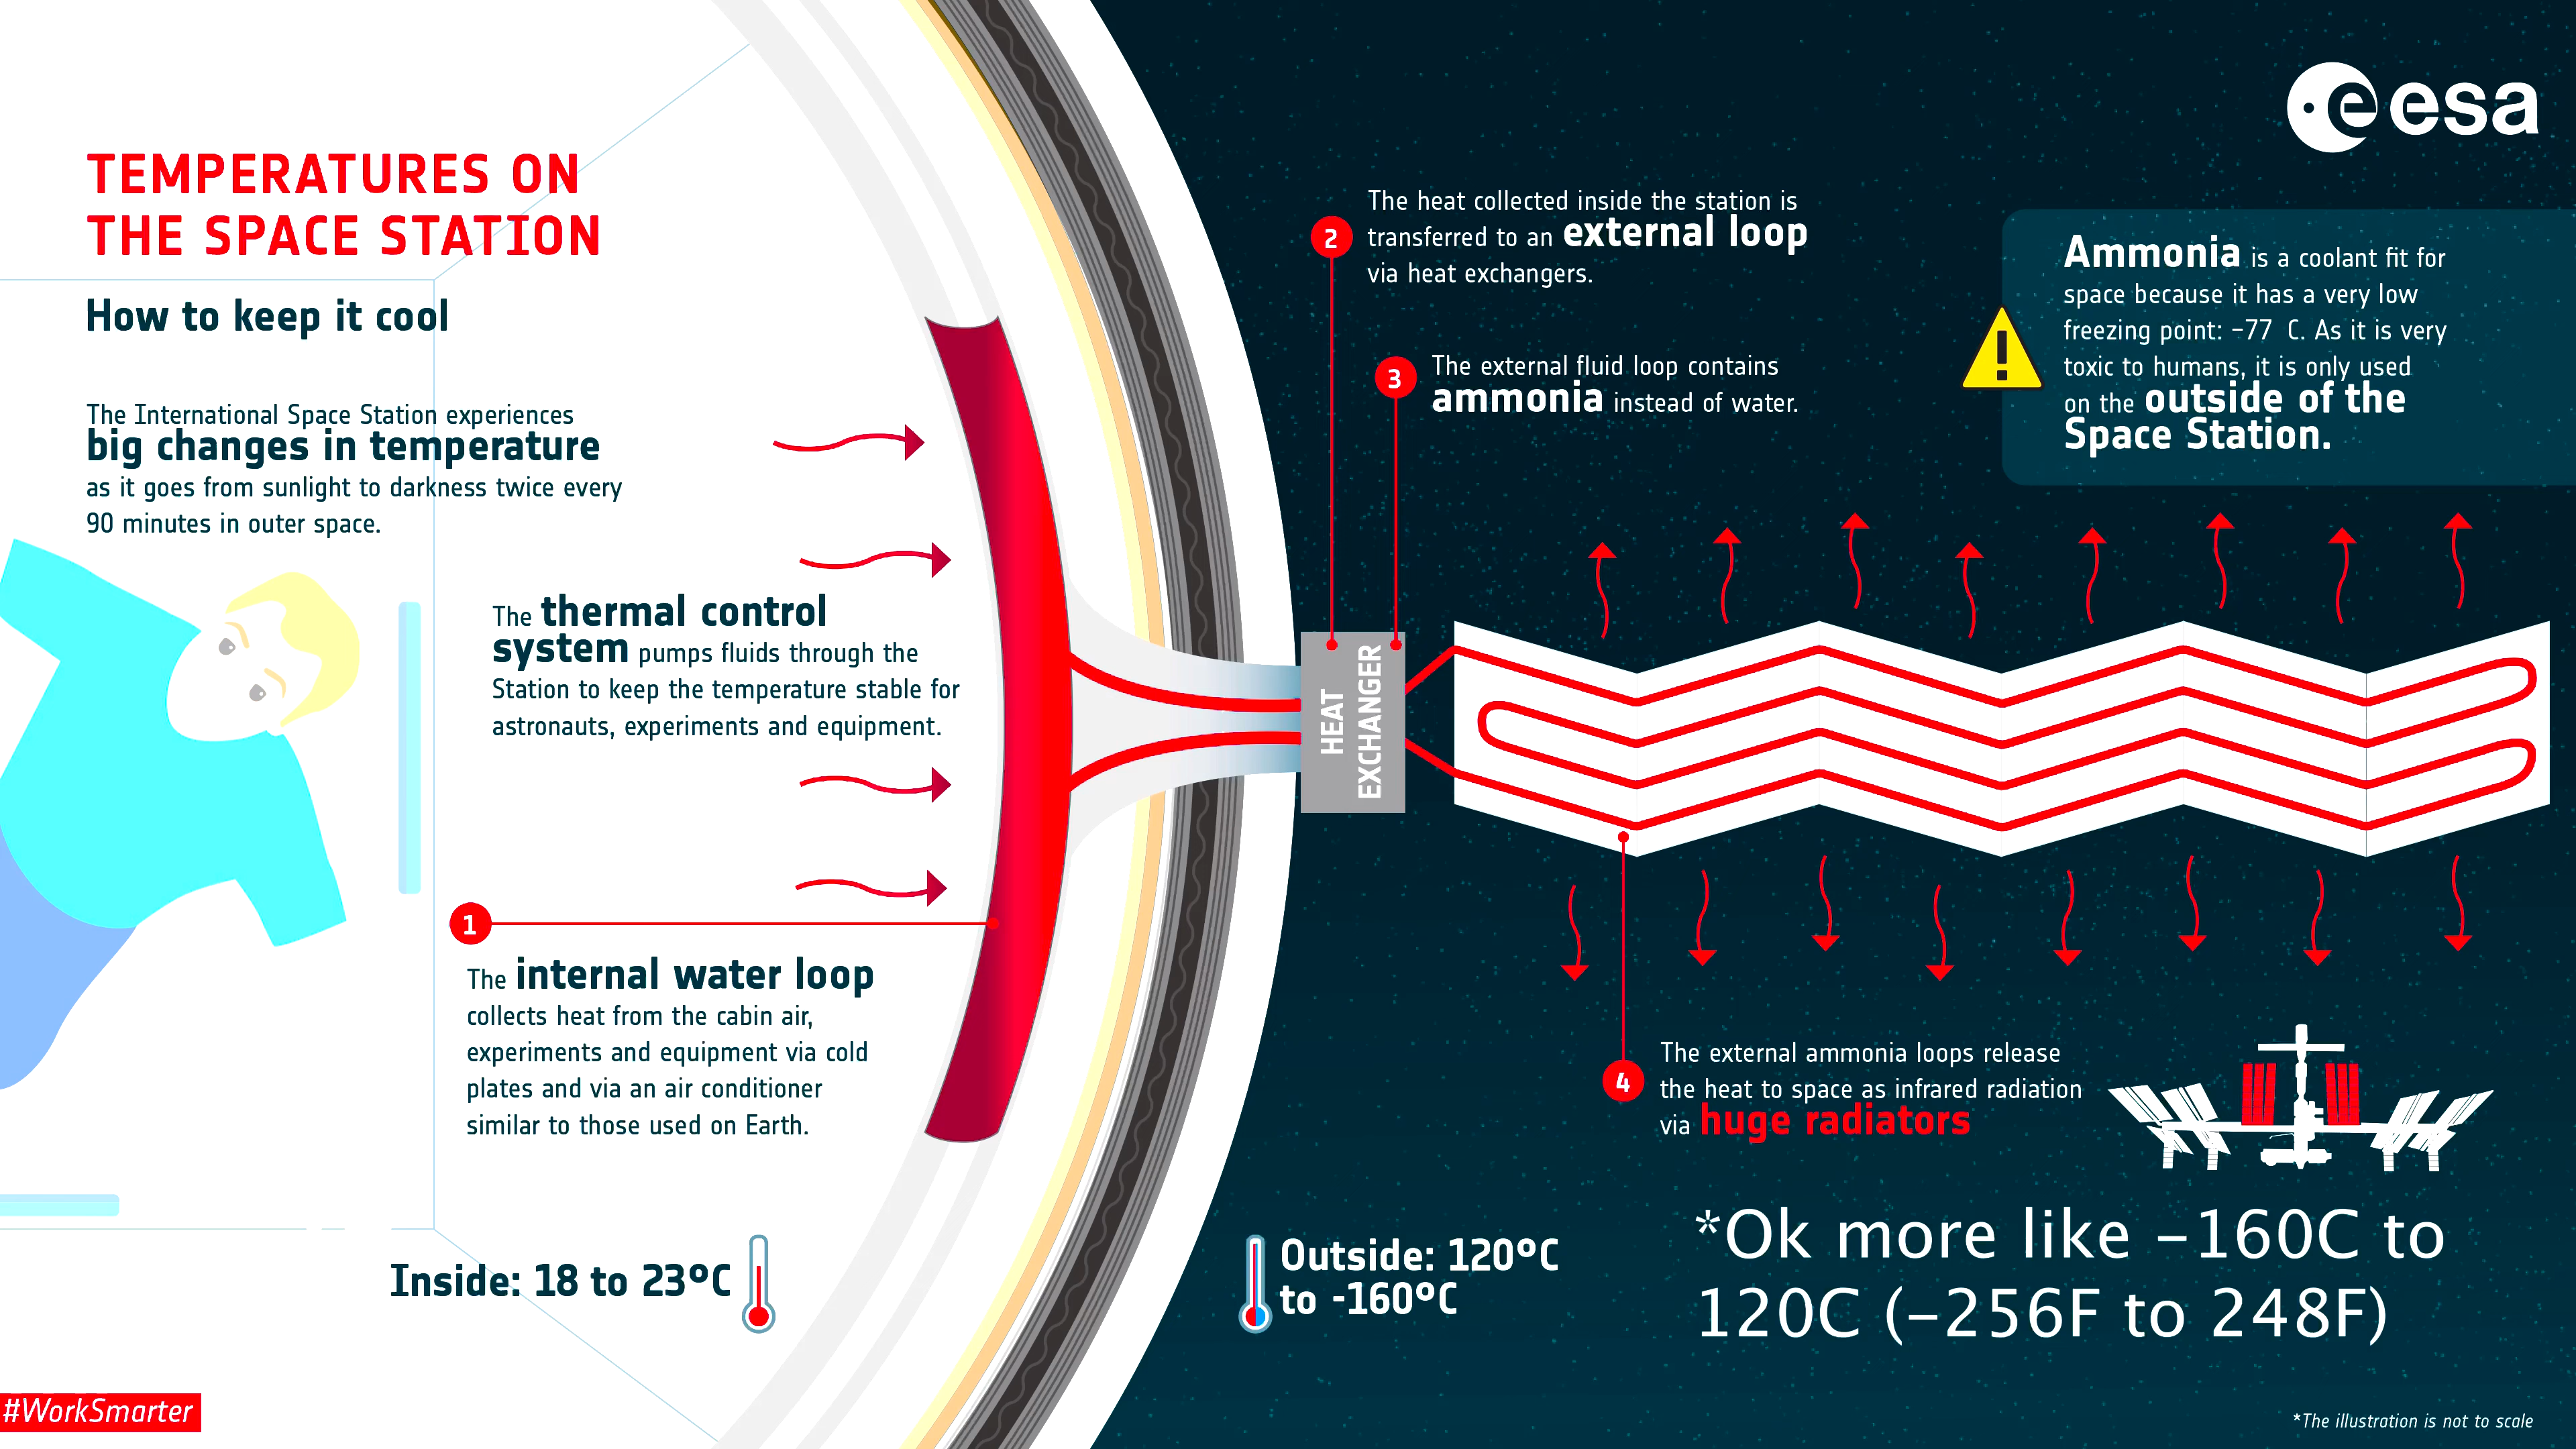 TEMPERATURES ON
THE SPACE STATION
How to keep it cool
The International Space Station experiences
big changes in temperature
as it goes from sunlight to darkness twice every
90 minutes in outer space.
The thermal control
system pumps fluids through the
Station to keep the temperature stable for
astronauts, experiments and equipment.
1
The internal water loop
collects heat from the cabin air,
experiments and equipment via cold
plates and via an air conditioner
similar to those used on Earth.
Inside: 18 to 23ºC
#WorkSmarter
esa
2
The heat collected inside the station is
transferred to an external loop
via heat exchangers.
3
The external fluid loop contains
ammonia instead of water.
Ammonia is a coolant fit for
space because it has a very low
freezing point: -77 C. As it is very
toxic to humans, it is only used
on the outside of the
Space Station.
HEAT
EXCHANGER
4
The external ammonia loops release
the heat to space as infrared radiation
via huge radiators
Outside: 120ºC
to -160ºC
*Ok more like -160C to
120C (-256F to 248F)
*The illustration is not to scale